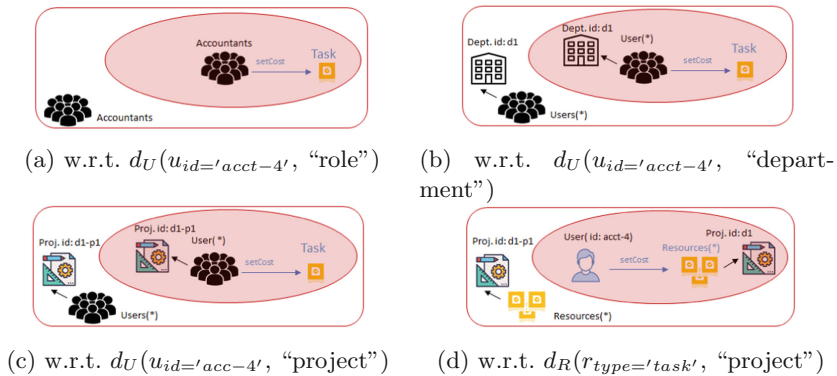 Accountants
Task
setCost
Accountants
(a) w.r.t. d_U(u_{id='acct−4'}, “role”)
Dept. id: d1
Dept. id: d1
User(*)
Task
setCost
Users(*)
(b) w.r.t. d_U(u_{id='acct−4'}, “depart-
ment”)
Proj. id: d1-p1
Proj. id: d1-p1
User( *)
Task
setCost
Users(*)
(c) w.r.t. d_U(u_{id='acc−4'}, “project”)
Proj. id: d1-p1
User( id: acct-4)
Resources(*)
Proj. id: d1
setCost
Resources(*)
(d) w.r.t. d_R(r_{type='task'}, “project”)